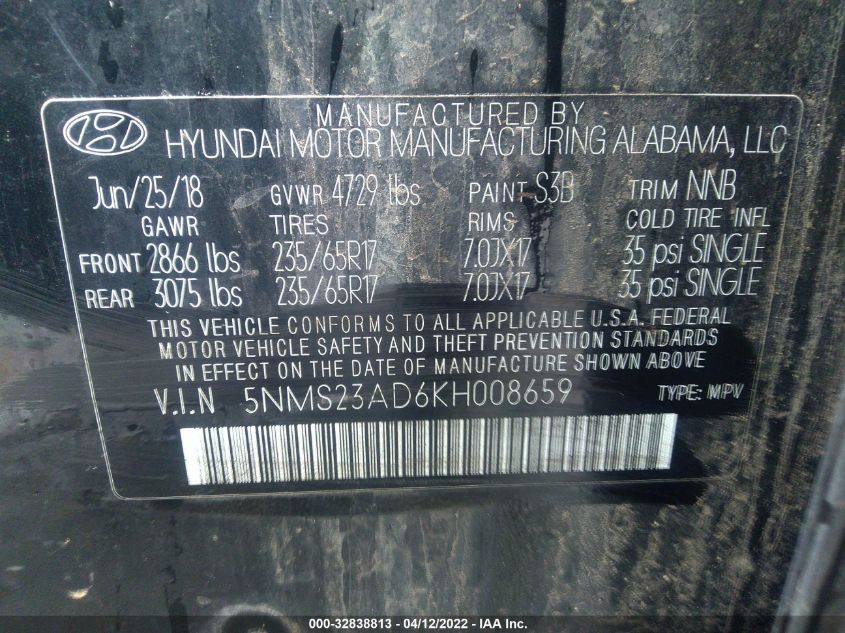 MANUFACTURED BY
HYUNDAI MOTOR MANUFACTURING ALABAMA, LLC
Jun/25/18 GVWR 4729 lbs PAINT S3B TRIM NNB
GAWR TIRES RIMS COLD TIRE INFL
FRONT 2866 lbs 235/65R17 7.0JX17 35 psi SINGLE
REAR 3075 lbs 235/65R17 7.0JX17 35 psi SINGLE
THIS VEHICLE CONFORMS TO ALL APPLICABLE U.S.A. FEDERAL
MOTOR VEHICLE SAFETY AND THEFT PREVENTION STANDARDS
IN EFFECT ON THE DATE OF MANUFACTURE SHOWN ABOVE.
V.I.N 5NMS23AD6KH008659 TYPE: MPV
000-32838813 - 04/12/2022 - IAA Inc.